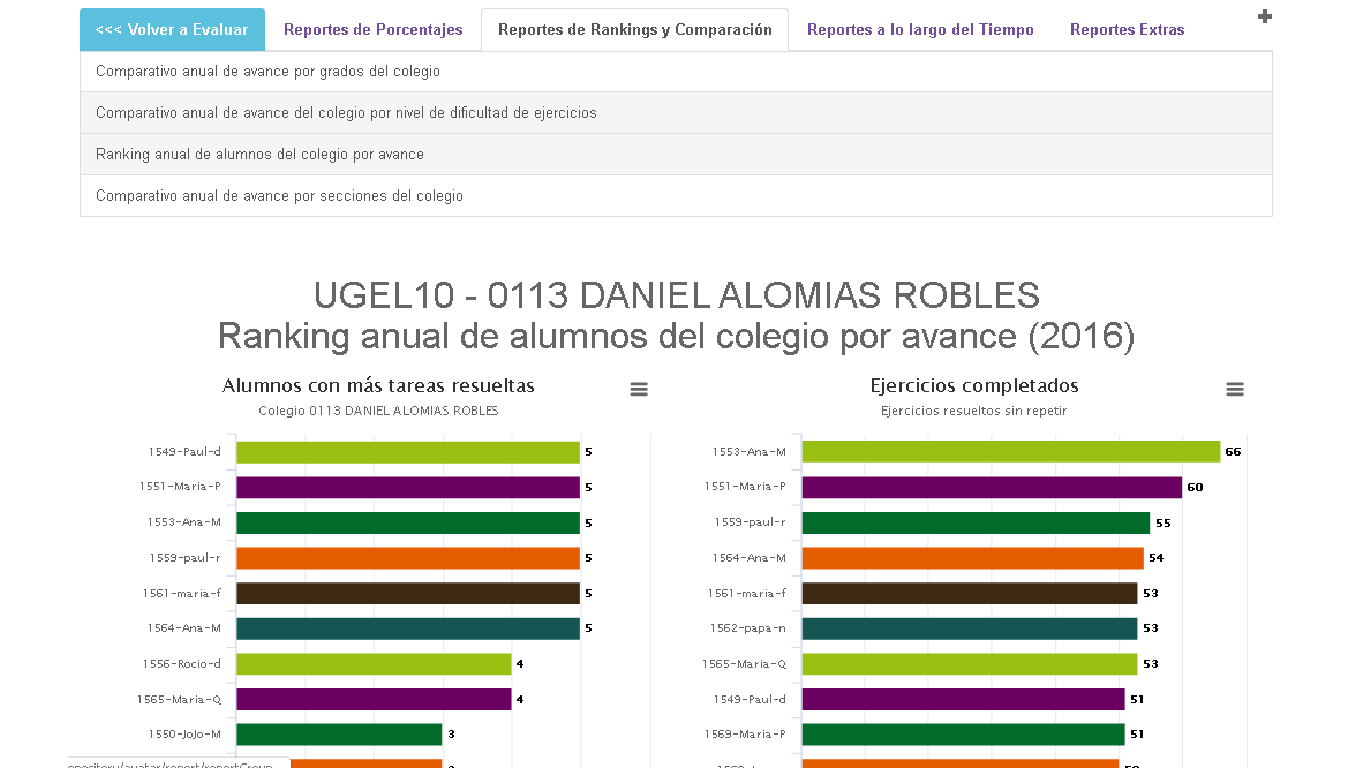 <<< Volver a Evaluar
Reportes de Porcentajes
Reportes de Rankings y Comparación
Reportes a lo largo del Tiempo
Reportes Extras
Comparativo anual de avance por grados del colegio
Comparativo anual de avance del colegio por nivel de dificultad de ejercicios
Ranking anual de alumnos del colegio por avance
Comparativo anual de avance por secciones del colegio
UGEL10 - 0113 DANIEL ALOMIAS ROBLES
Ranking anual de alumnos del colegio por avance (2016)
Alumnos con más tareas resueltas
Colegio 0113 DANIEL ALOMIAS ROBLES
1549-Paul-d 5
1551-Maria-P 5
1553-Ana-M 5
1559-paul-r 5
1561-maria-f 5
1564-Ana-M 5
1556-Rocio-d 4
1565-Maria-Q 4
1550-JoJo-M 3
Ejercicios completados
Ejercicios resueltos sin repetir
1553-Ana-M 66
1551-Maria-P 60
1559-paul-r 55
1564-Ana-M 54
1561-maria-f 53
1562-papa-n 53
1565-Maria-Q 53
1549-Paul-d 51
1569-Maria-P 51